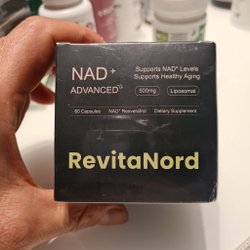 NAD+
Supports NAD+ Levels
Supports Healthy Aging
ADVANCED
500mg
Liposomal
60 Capsules
NAD+ Resveratrol
Dietary Supplement
RevitaNord